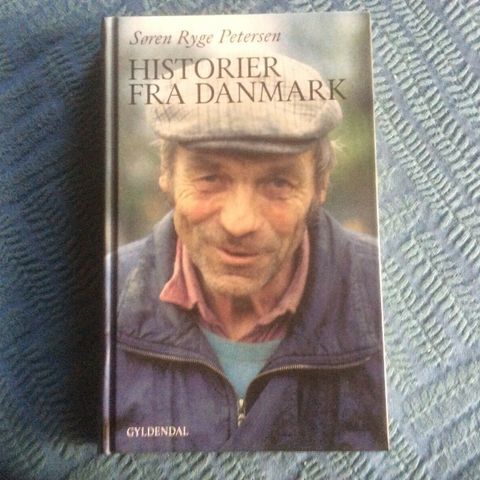 Søren Ryge Petersen
HISTORIER
FRA DANMARK
GYLDENDAL